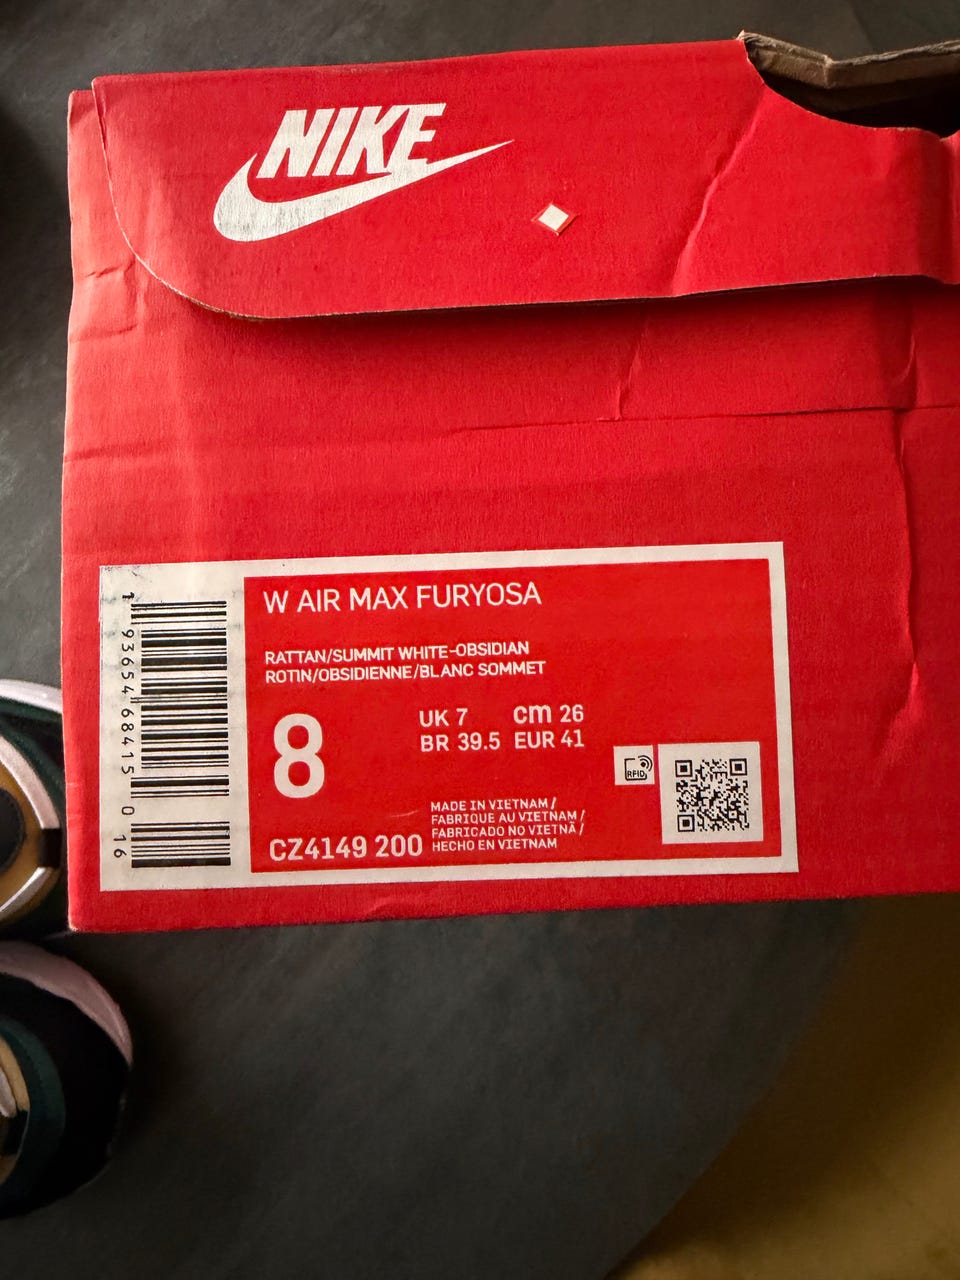 NIKE
W AIR MAX FURYOSA
RATTAN/SUMMIT WHITE-OBSIDIAN
ROTIN/OBSIDIENNE/BLANC SOMMET
8
UK 7 cm 26
BR 39.5 EUR 41
RFID
MADE IN VIETNAM/
FABRIQUE AU VIETNAM/
FABRICADO NO VIETNÃ/
HECHO EN VIETNAM
CZ4149 200
1 93654 68415 0 16